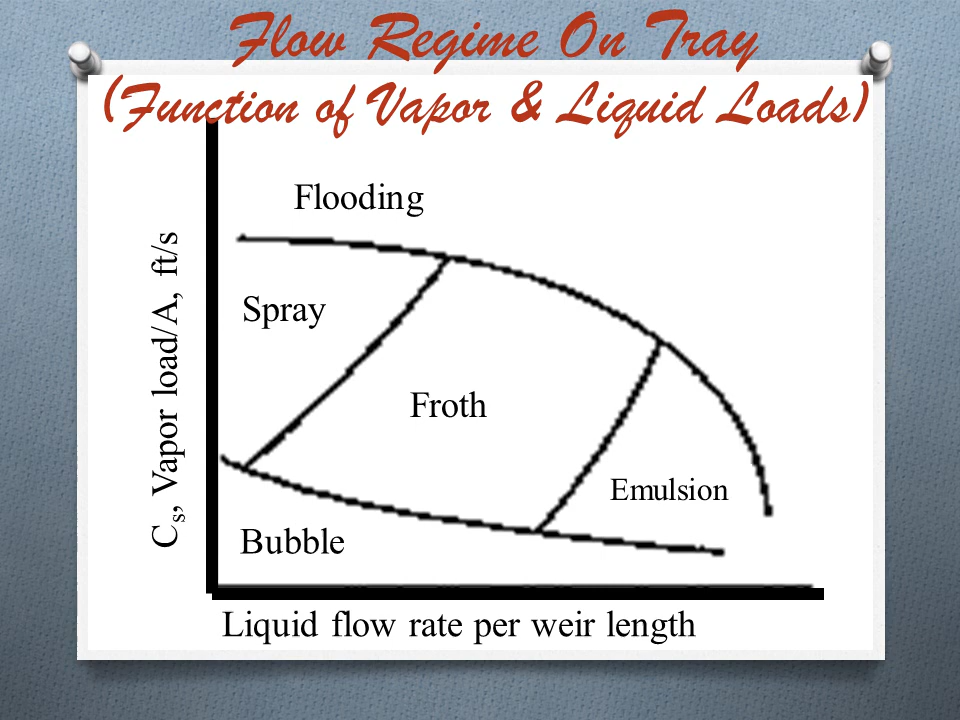 Flow Regime On Tray
(Function of Vapor & Liquid Loads)
Flooding
Spray
Froth
Emulsion
Bubble
Cs, Vapor load/A, ft/s
Liquid flow rate per weir length